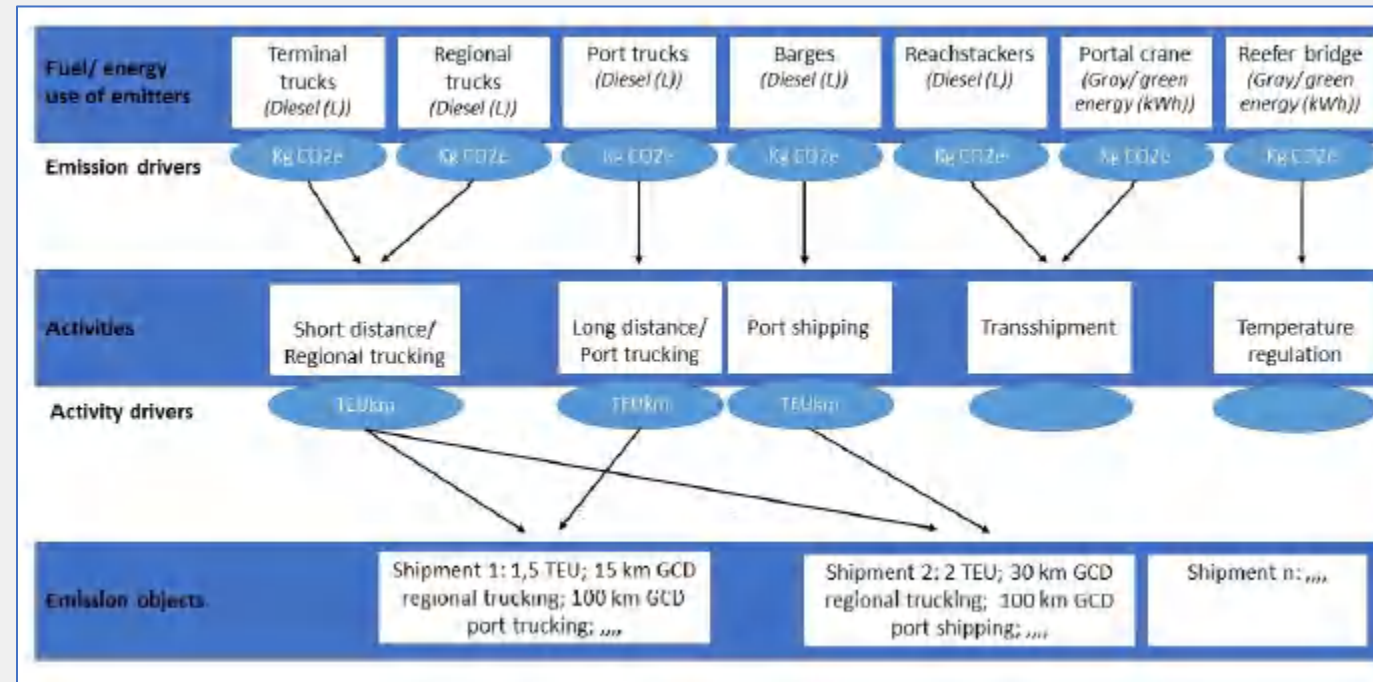 Fuel/ energy
use of emitters
Terminal
trucks
(Diesel (L))
Regional
trucks
(Diesel (L))
Port trucks
(Diesel (L))
Barges
(Diesel (L))
Reachstackers
(Diesel (L))
Portal crane
(Gray/ green
energy (kWh))
Reefer bridge
(Gray/ green
energy (kWh))
Emission drivers
Kg CO2e
Kg CO2e
Kg CO2e
Kg CO2e
Kg CO2e
Kg CO2e
Kg CO2e
Activities
Short distance/
Regional trucking
Long distance/
Port trucking
Port shipping
Transshipment
Temperature
regulation
Activity drivers
TEUkm
TEUkm
TEUkm
Emission objects
Shipment 1: 1,5 TEU; 15 km GCD
regional trucking; 100 km GCD
port trucking; ,,,,
Shipment 2: 2 TEU; 30 km GCD
regional trucking; 100 km GCD
port shipping; ,,,,
Shipment n: ,,,,